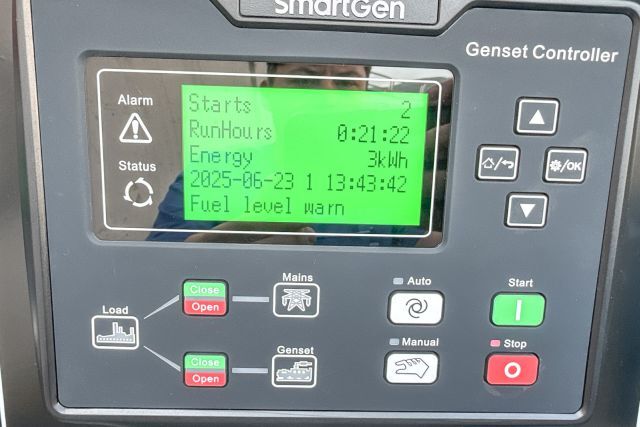 SmartGen
Genset Controller
Alarm
Status
Starts 2
RunHours 0:21:22
Energy 3kWh
2025-06-23 1 13:43:42
Fuel level warn
/OK
Mains
Close
Open
Load
Genset
Close
Open
Auto
Start
I
Manual
Stop
O